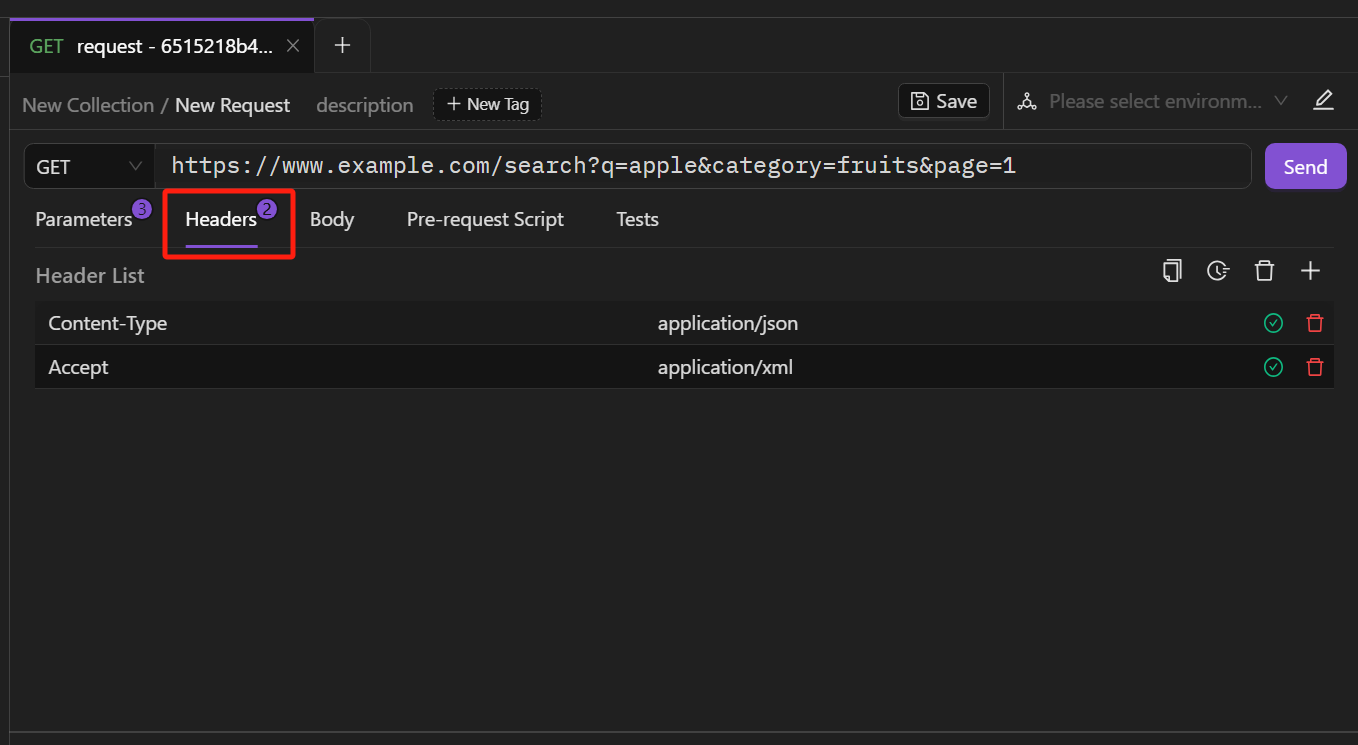 GET request - 6515218b4...
New Collection / New Request description + New Tag Save Please select environm...
GET https://www.example.com/search?q=apple&category=fruits&page=1 Send
Parameters 3 Headers 2 Body Pre-request Script Tests
Header List
Content-Type application/json
Accept application/xml